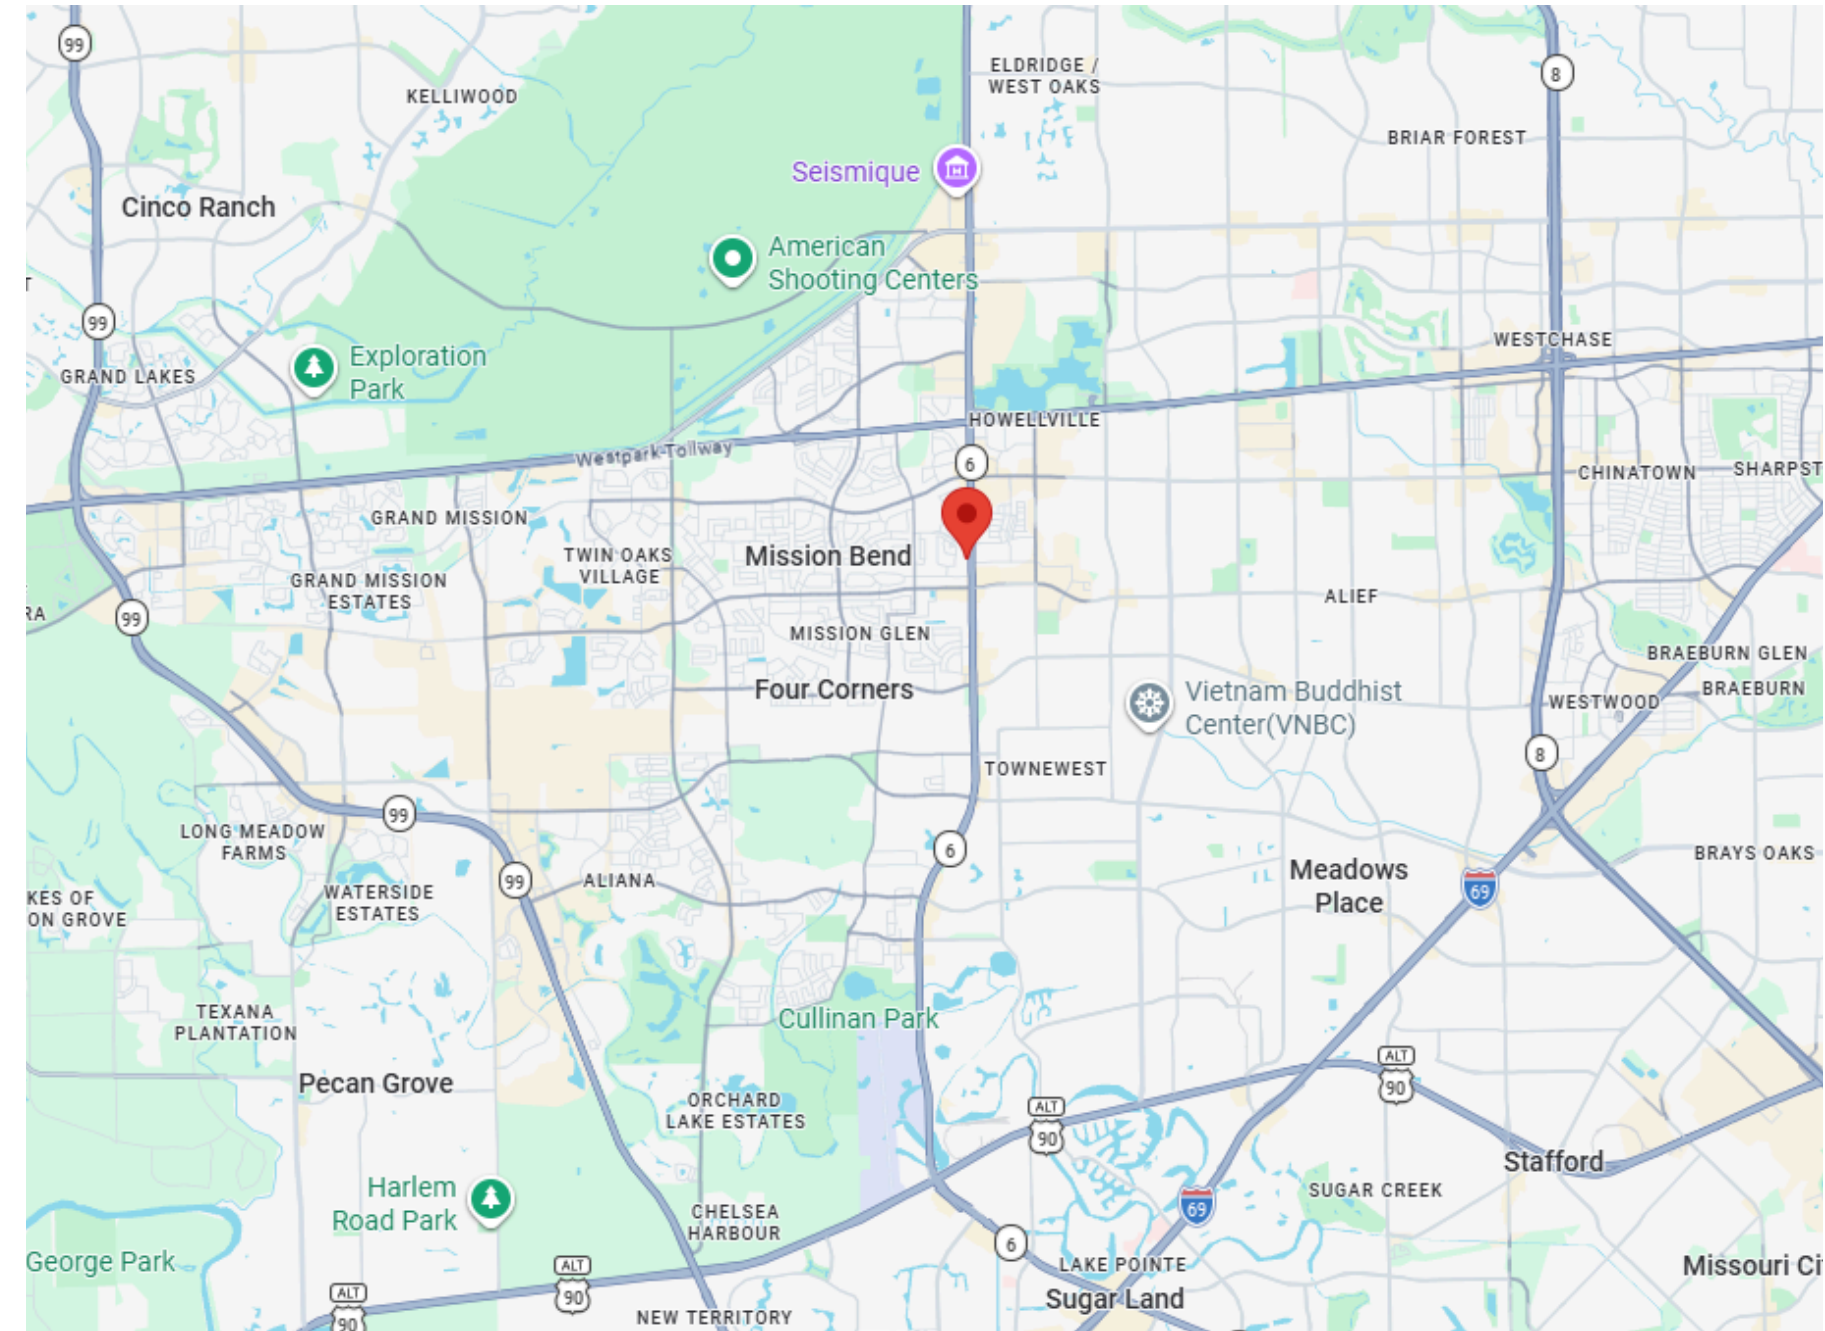 99
KELLIWOOD
ELDRIDGE /
WEST OAKS
8
BRIAR FOREST
Seismique
Cinco Ranch
American
Shooting Centers
99
WESTCHASE
Exploration
Park
GRAND LAKES
HOWELLVILLE
Westpark Tollway
6
CHINATOWN
SHARPST
GRAND MISSION
TWIN OAKS
VILLAGE
Mission Bend
GRAND MISSION
ESTATES
ALIEF
RA
99
MISSION GLEN
BRAEBURN GLEN
Four Corners
Vietnam Buddhist
Center(VNBC)
WESTWOOD
BRAEBURN
TOWNEWEST
8
99
LONG MEADOW
FARMS
6
BRAYS OAKS
Meadows
Place
99
ALIANA
69
KES OF
ON GROVE
WATERSIDE
ESTATES
TEXANA
PLANTATION
Cullinan Park
Pecan Grove
ALT
90
ORCHARD
LAKE ESTATES
ALT
90
Stafford
Harlem
Road Park
SUGAR CREEK
69
CHELSEA
HARBOUR
6
George Park
LAKE POINTE
Missouri Ci
ALT
90
Sugar Land
ALT
90
NEW TERRITORY